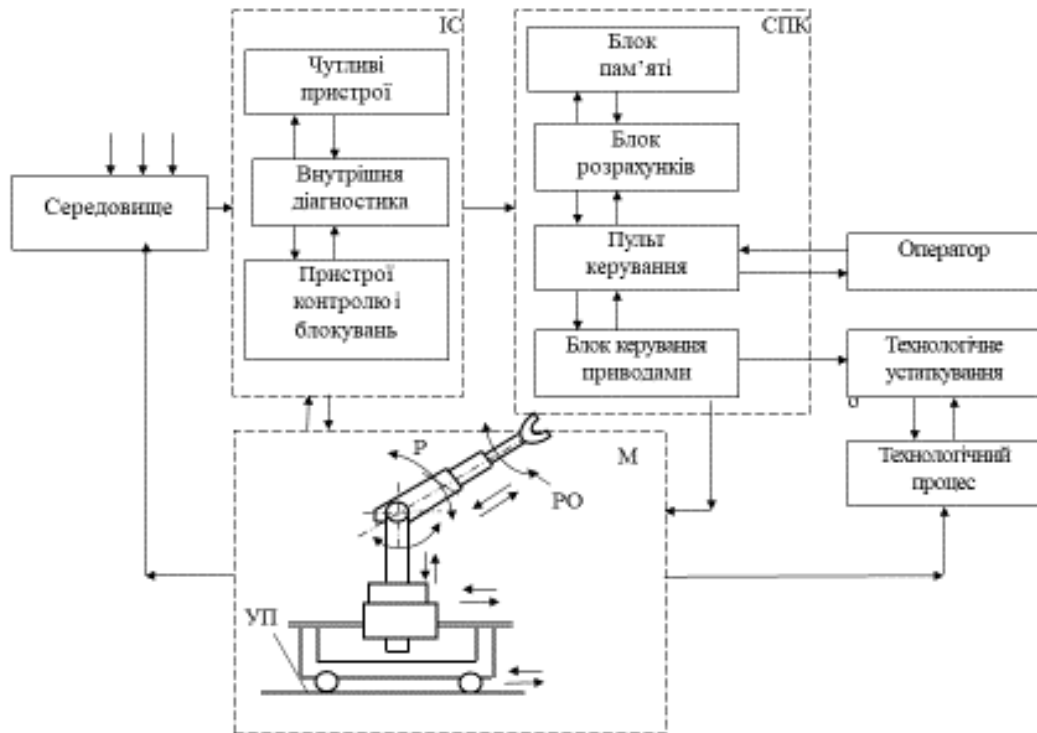 ІС
Чутливі
пристрої
Внутрішня
діагностика
Пристрої
контролю і
блокувань
Середовище
СПК
Блок
пам’яті
Блок
розрахунків
Пульт
керування
Блок керування
приводами
Оператор
Технологічне
устаткування
Технологічний
процес
М
Р
РО
УП